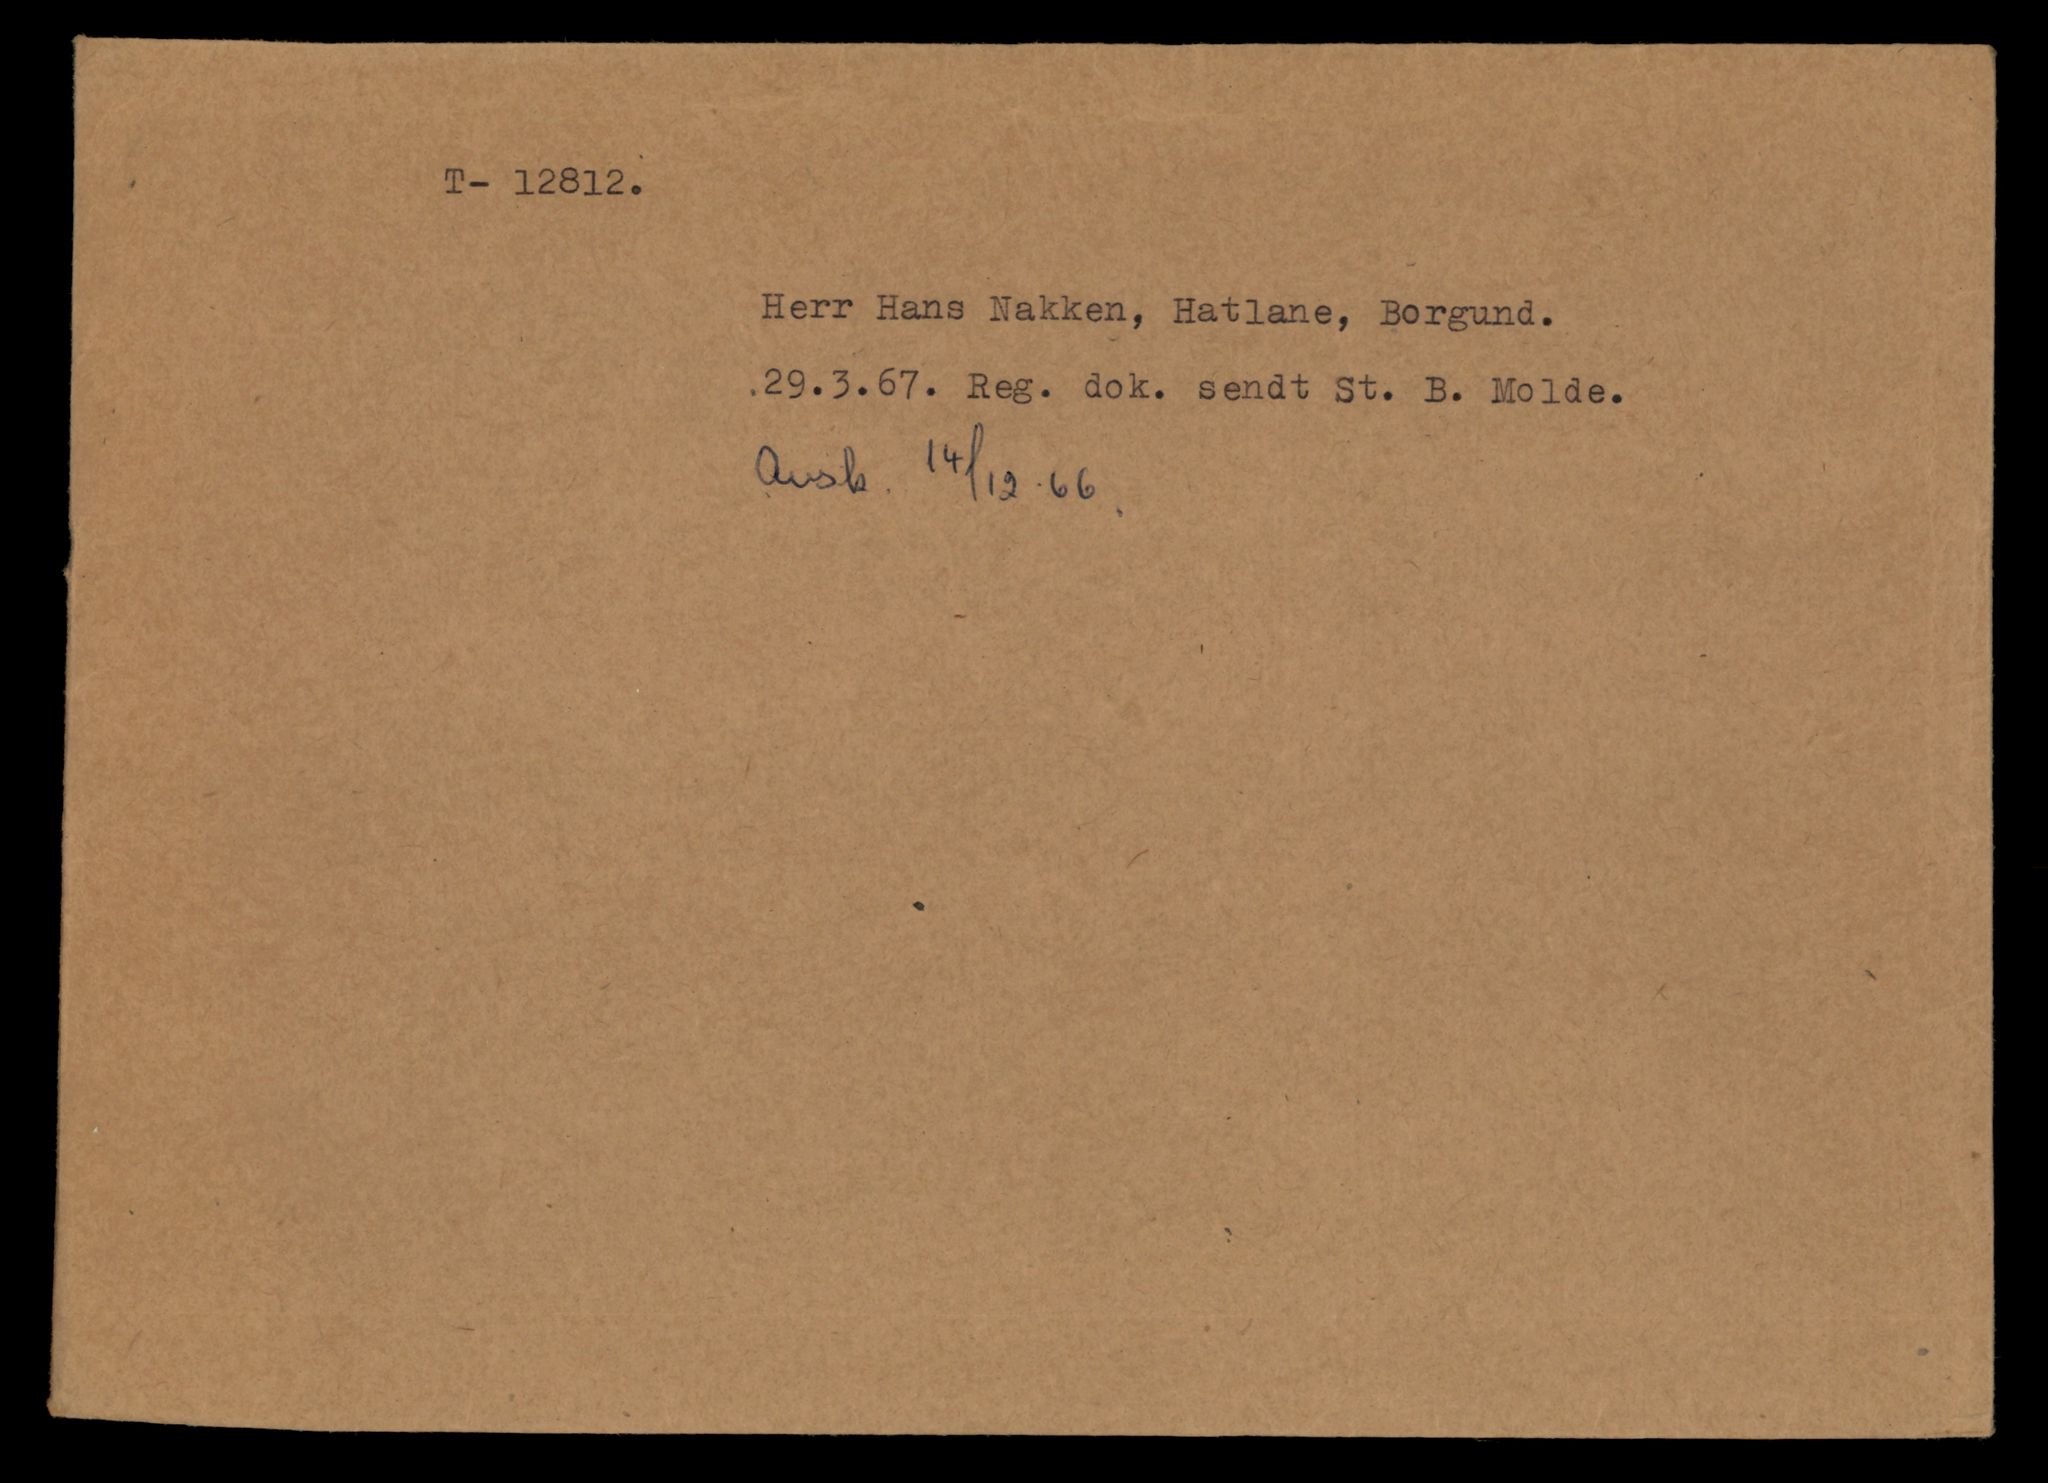 T- 12812.
Herr Hans Nakken, Hatlane, Borgund.
29.3.67. Reg. dok. sendt St. B. Molde.
Avsk. 14/12.66.